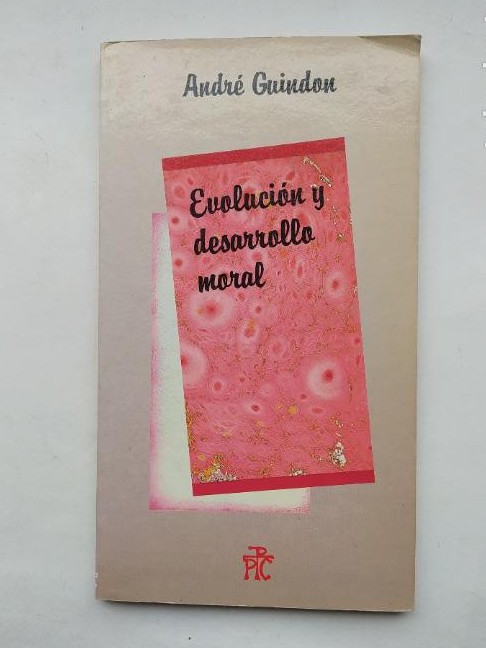 André Guindon
Evolución y
desarrollo
moral
PPC